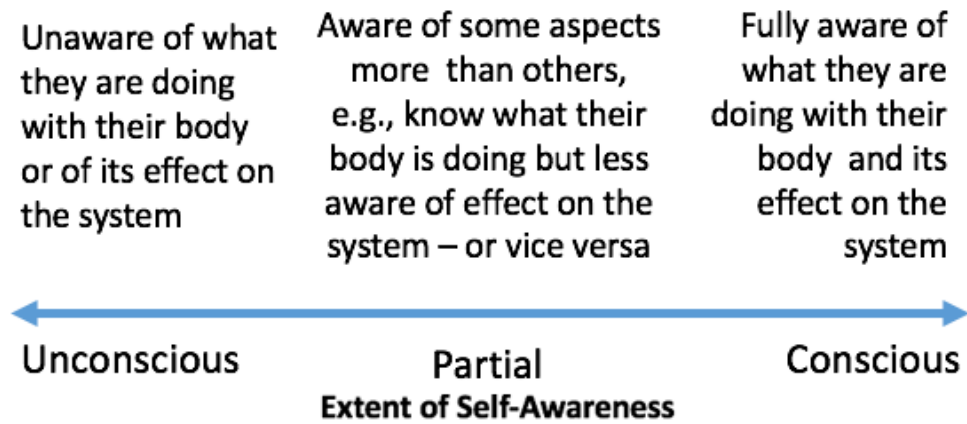 Unaware of what
they are doing
with their body
or of its effect on
the system
Aware of some aspects
more than others,
e.g., know what their
body is doing but less
aware of effect on the
system – or vice versa
Fully aware of
what they are
doing with their
body and its
effect on the
system
Unconscious
Partial
Conscious
Extent of Self-Awareness